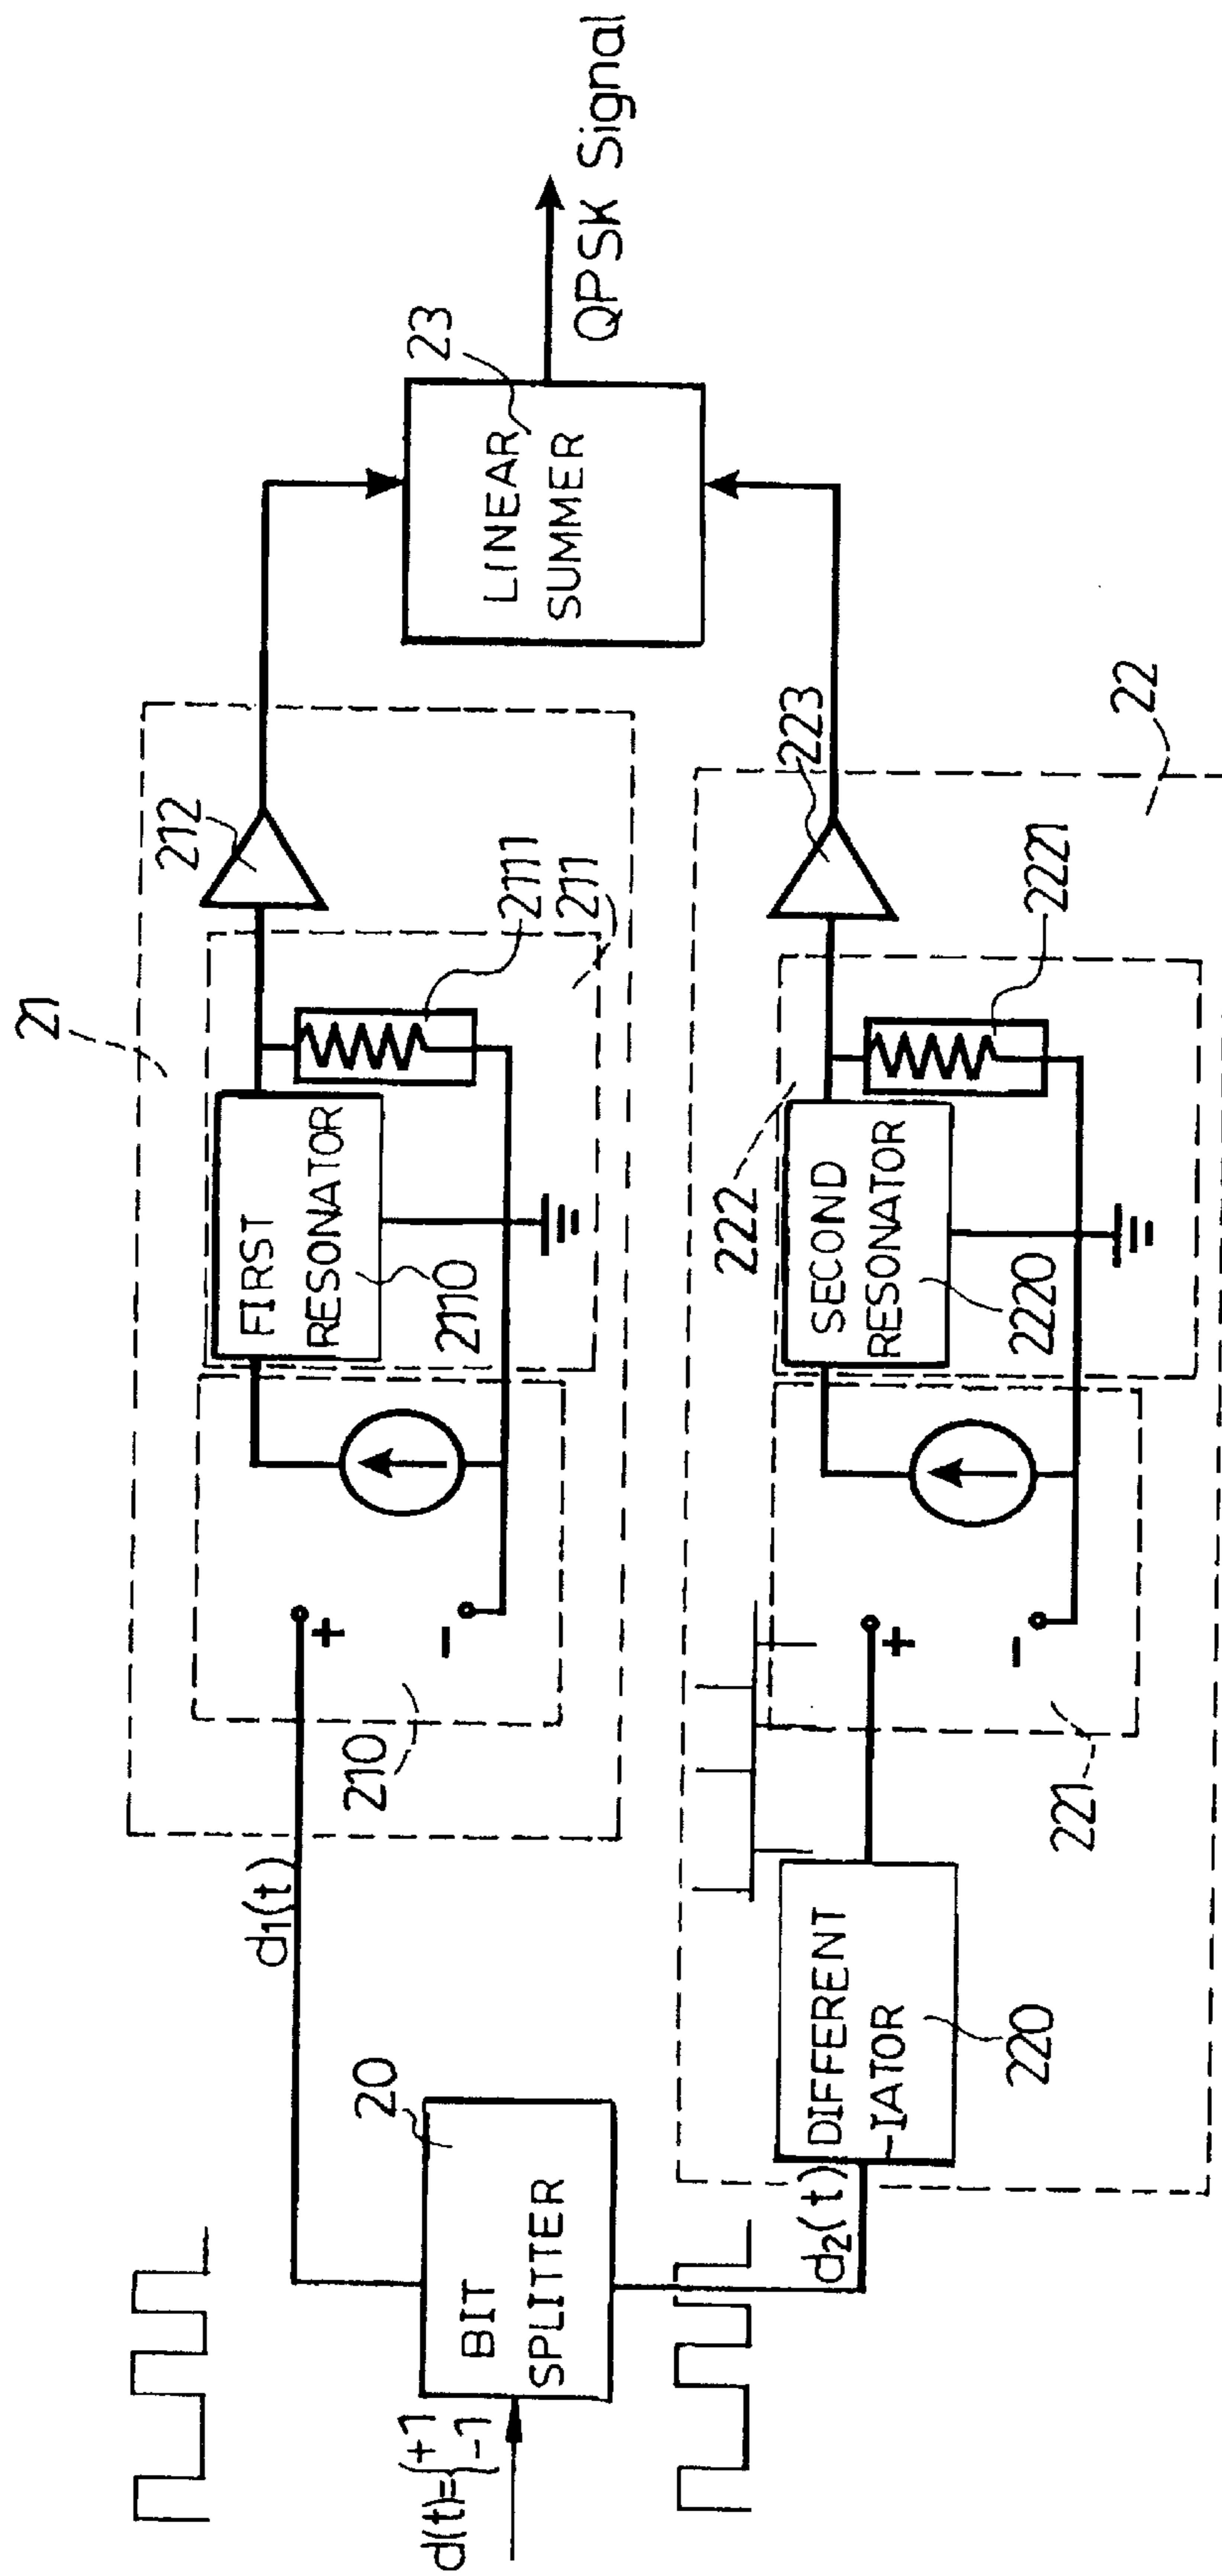 21
212
2111
211
FIRST
RESONATOR
2110
210
d1(t)
20
BIT
SPLITTER
d(t)={+1
-1
LINEAR
SUMMER
23
QPSK Signal
+
-
d2(t)
DIFFERENT
-IATOR
220
221
+
-
222
SECOND
RESONATOR
2220
2221
223
22